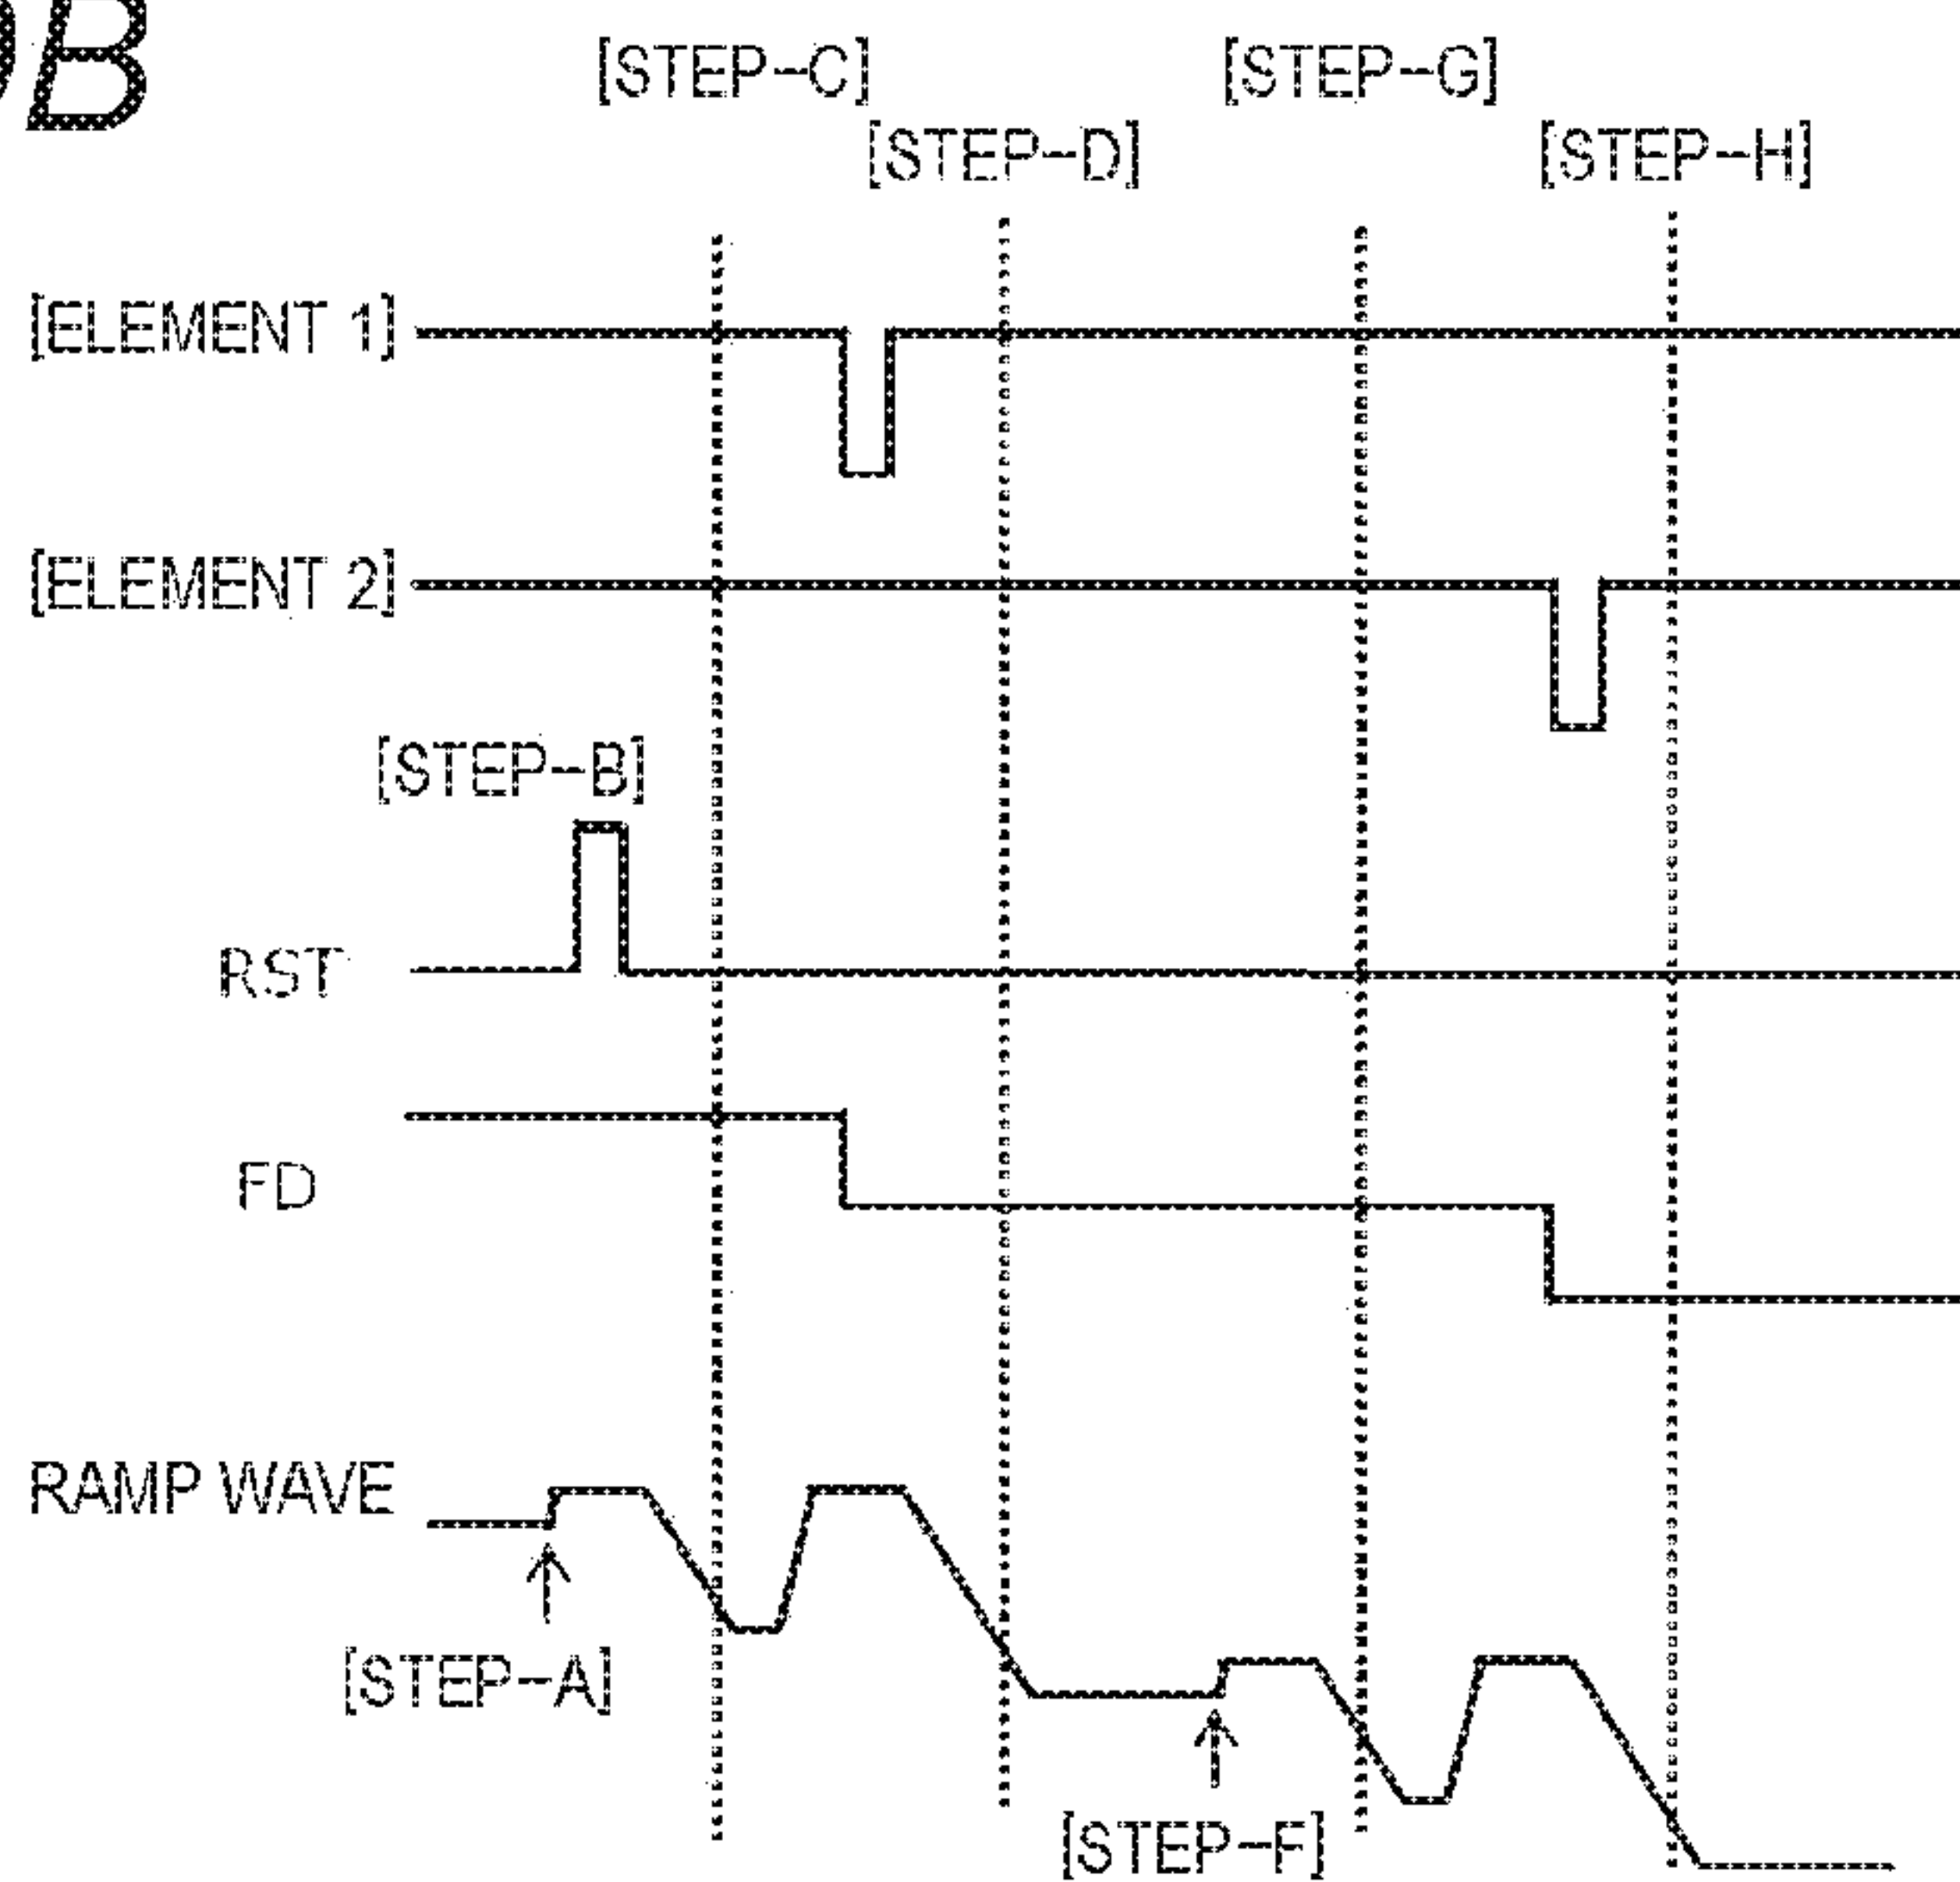 B
[STEP-C]
[STEP-G]
[STEP-D]
[STEP-H]
[ELEMENT 1]
[ELEMENT 2]
[STEP-B]
RST
FD
RAMP WAVE
[STEP-A]
[STEP-F]